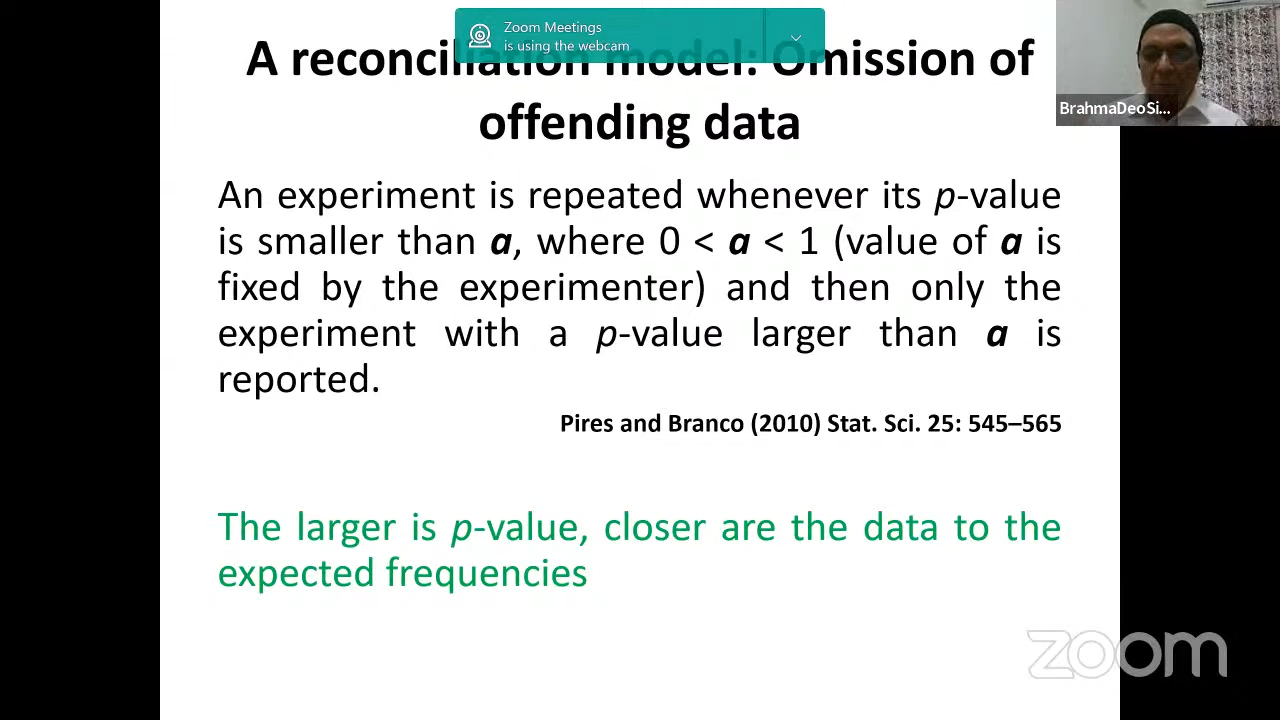 Zoom Meetings
is using the webcam
A reconciliation model: Omission of
offending data
BrahmaDeoSi...
An experiment is repeated whenever its p-value
is smaller than a, where 0 < a < 1 (value of a is
fixed by the experimenter) and then only the
experiment with a p-value larger than a is
reported.
Pires and Branco (2010) Stat. Sci. 25: 545–565
The larger is p-value, closer are the data to the
expected frequencies
zoom